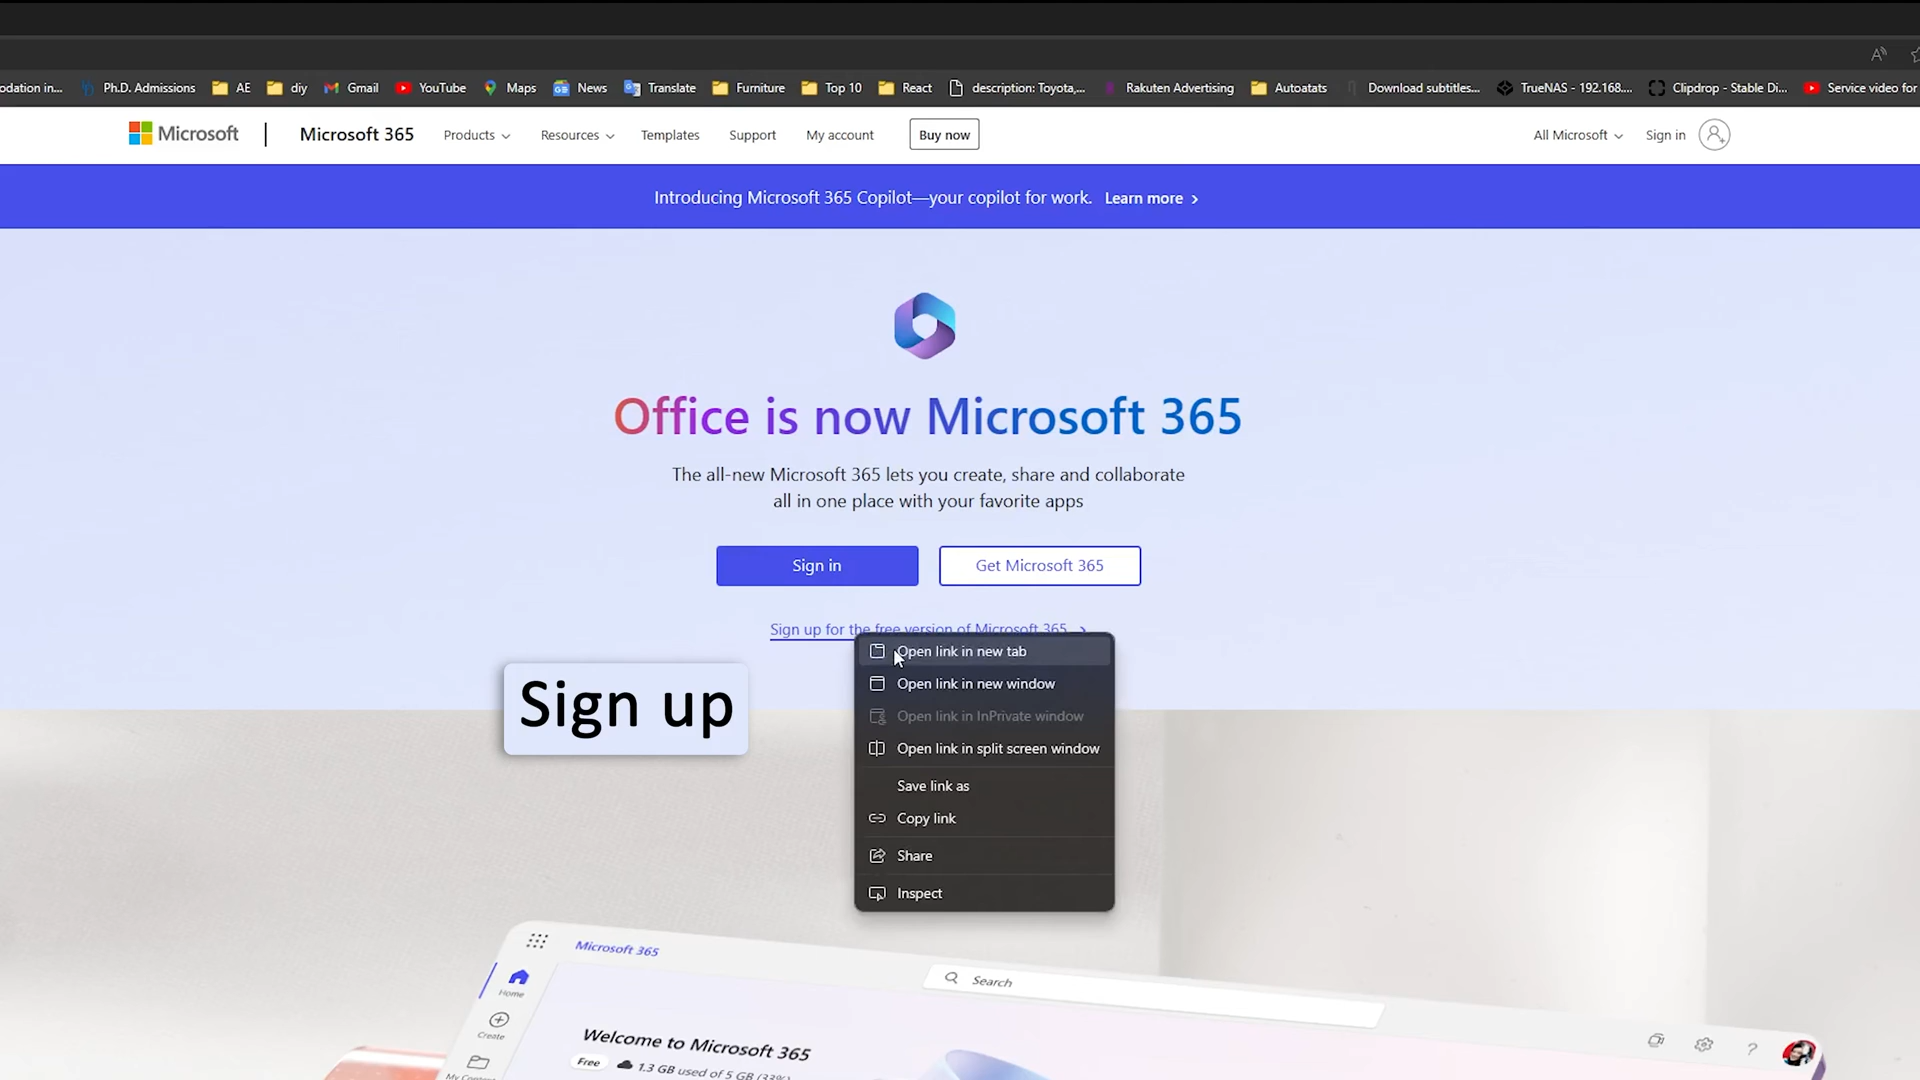 odation in...
Ph.D. Admissions
AE
diy
Gmail
YouTube
Maps
News
Translate
Furniture
Top 10
React
description: Toyota,...
Rakuten Advertising
Autoatats
Download subtitles...
TrueNAS - 192.168....
Clipdrop - Stable Di...
Service video for
Microsoft
Microsoft 365
Products
Resources
Templates
Support
My account
Buy now
All Microsoft
Sign in
Introducing Microsoft 365 Copilot—your copilot for work. Learn more >
Office is now Microsoft 365
The all-new Microsoft 365 lets you create, share and collaborate
all in one place with your favorite apps
Sign in
Get Microsoft 365
Sign up for the free version of Microsoft 365 >
Sign up
Open link in new tab
Open link in new window
Open link in InPrivate window
Open link in split screen window
Save link as
Copy link
Share
Inspect
Microsoft 365
Search
Home
Create
Welcome to Microsoft 365
Free
1.3 GB used of 5 GB (33%)